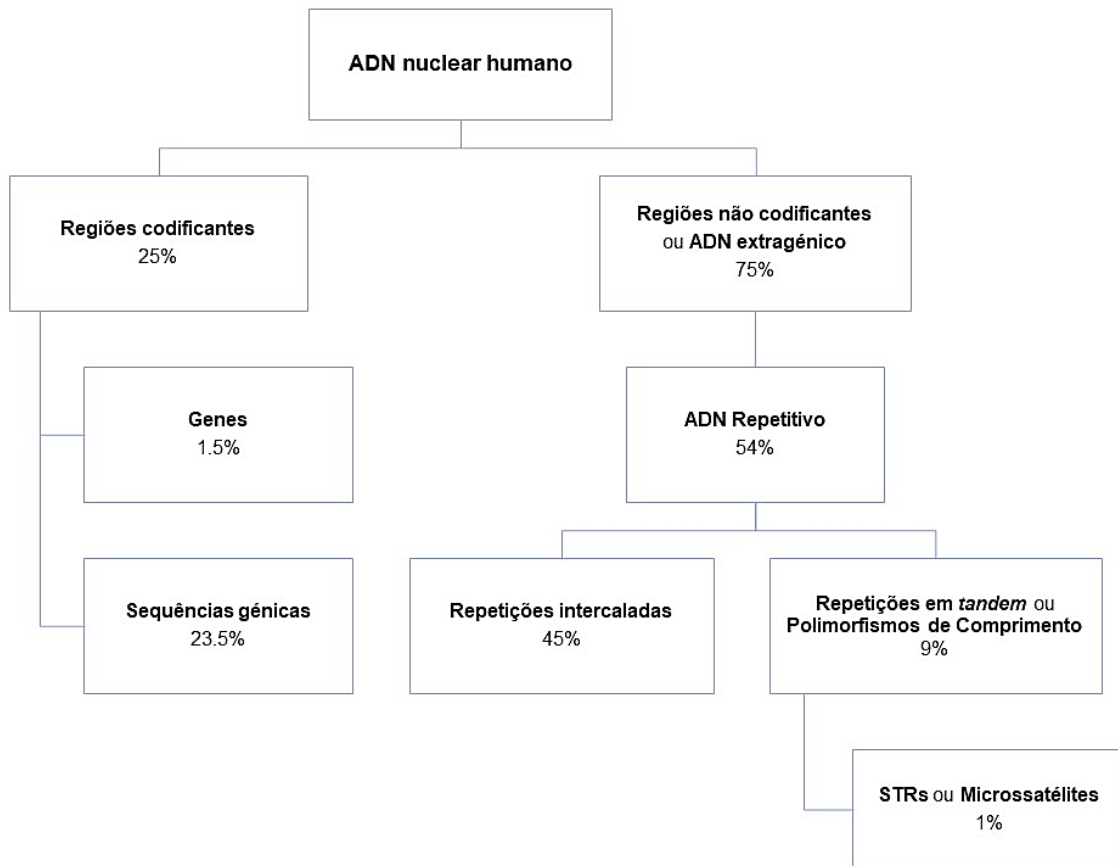 ADN nuclear humano
Regiões codificantes
25%
Regiões não codificantes
ou ADN extragénico
75%
Genes
1.5%
ADN Repetitivo
54%
Sequências génicas
23.5%
Repetições intercaladas
45%
Repetições em tandem ou
Polimorfismos de Comprimento
9%
STRs ou Microssatélites
1%